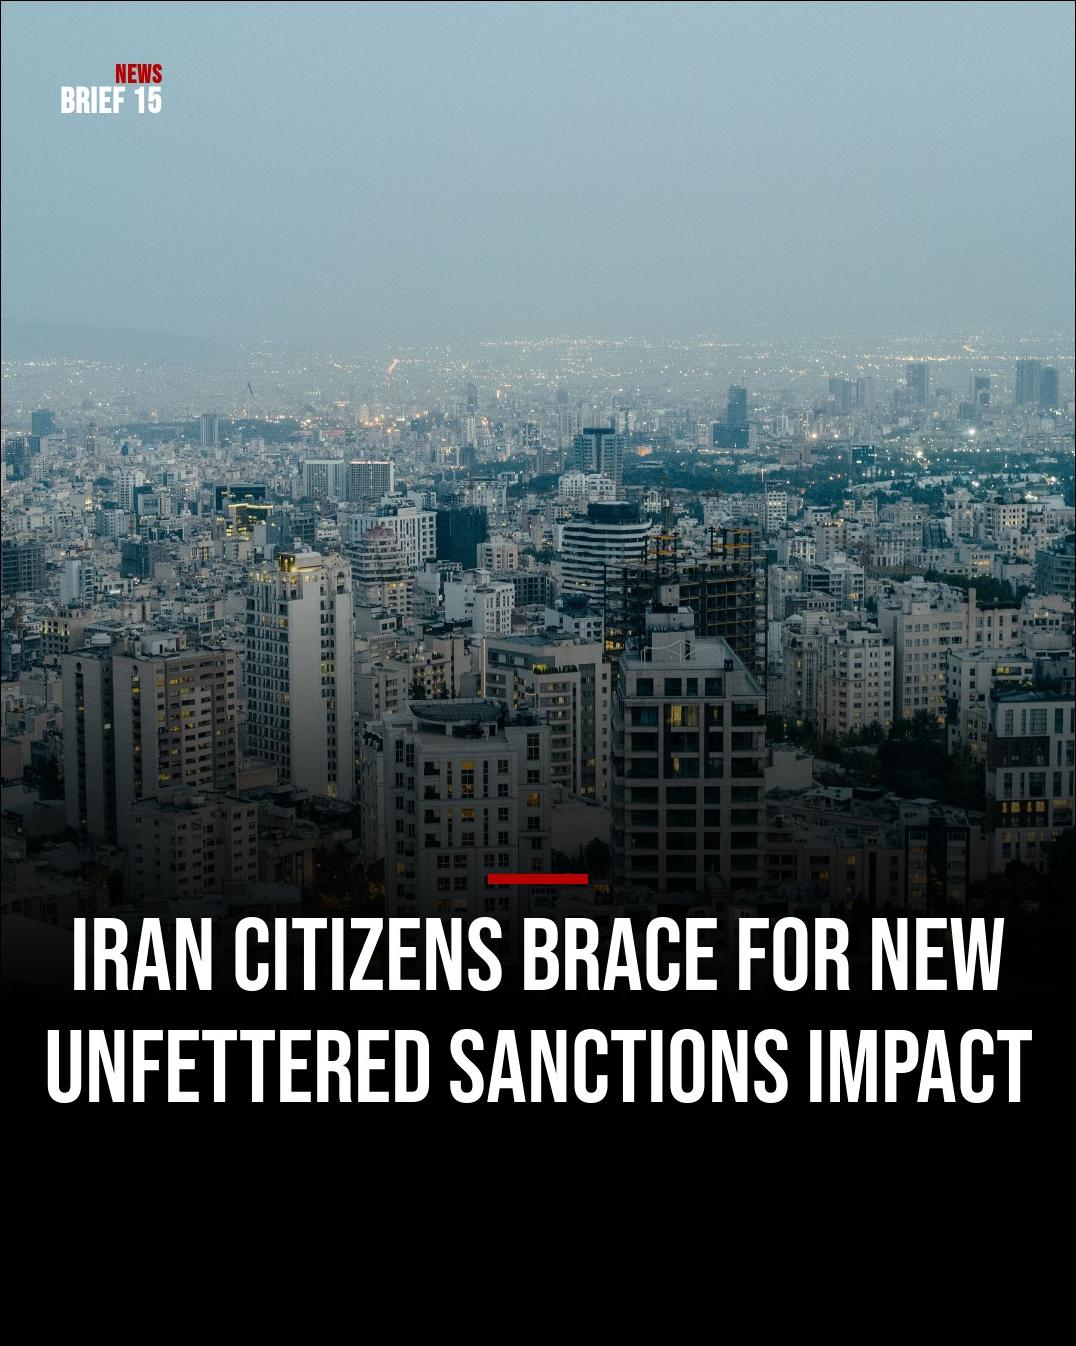 NEWS
BRIEF 15
IRAN CITIZENS BRACE FOR NEW
UNFETTERED SANCTIONS IMPACT